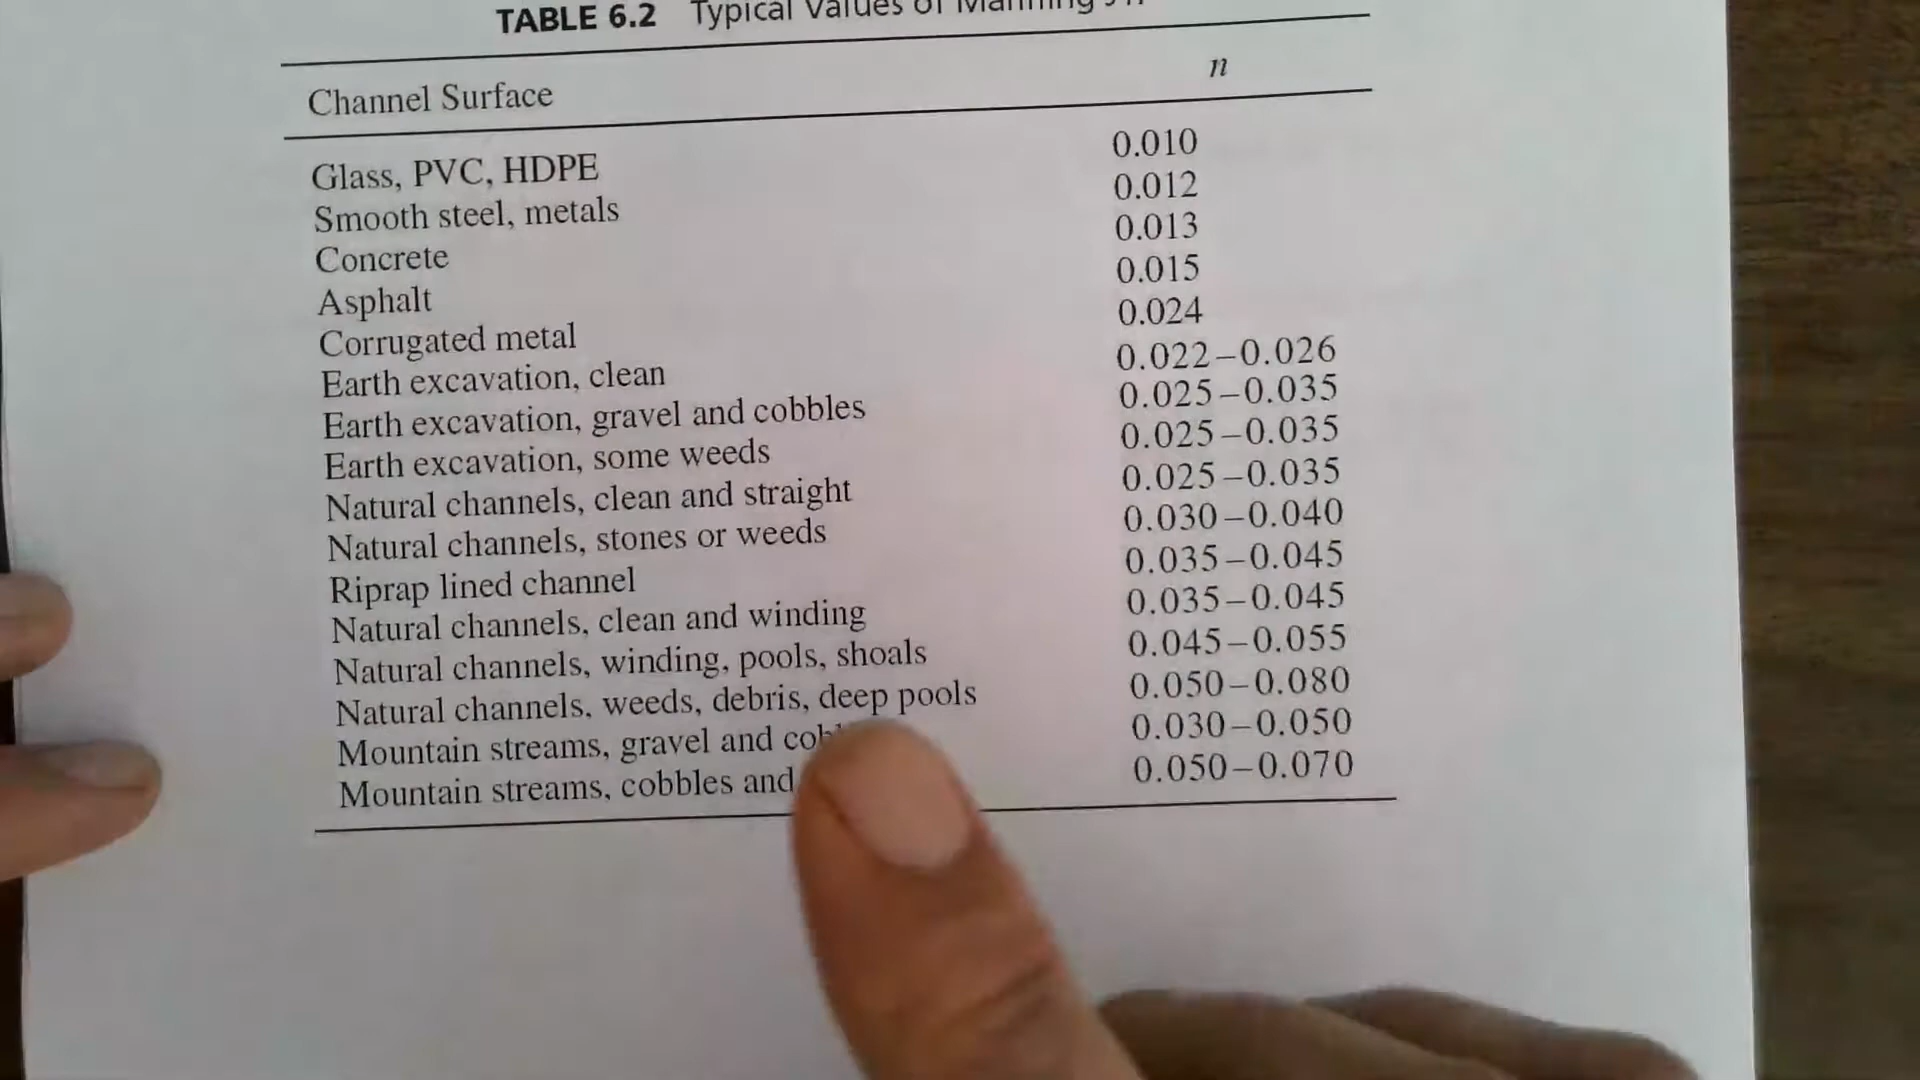 TABLE 6.2 Typical Values of Manning's n
Channel Surface n
Glass, PVC, HDPE 0.010
Smooth steel, metals 0.012
Concrete 0.013
Asphalt 0.015
Corrugated metal 0.024
Earth excavation, clean 0.022–0.026
Earth excavation, gravel and cobbles 0.025–0.035
Earth excavation, some weeds 0.025–0.035
Natural channels, clean and straight 0.025–0.035
Natural channels, stones or weeds 0.030–0.040
Riprap lined channel 0.035–0.045
Natural channels, clean and winding 0.035–0.045
Natural channels, winding, pools, shoals 0.045–0.055
Natural channels, weeds, debris, deep pools 0.050–0.080
Mountain streams, gravel and 0.030–0.050
Mountain streams, cobbles and 0.050–0.070